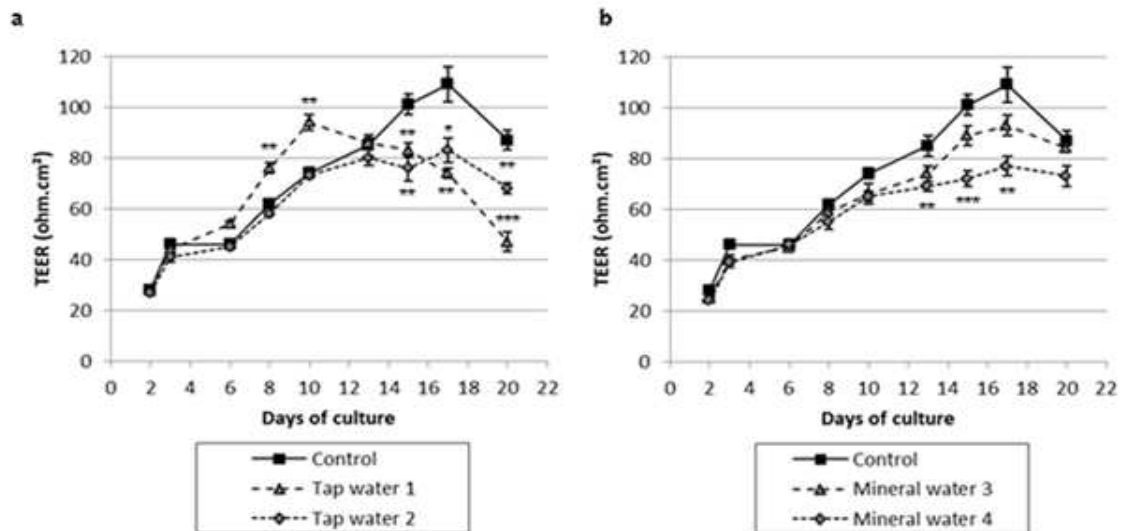 a
TEER (ohm.cm²)
120
100
80
60
40
20
0
** ** ** * **
** ** ***
0 2 4 6 8 10 12 14 16 18 20 22
Days of culture
Control
Tap water 1
Tap water 2
b
TEER (ohm.cm²)
120
100
80
60
40
20
0
** *** **
0 2 4 6 8 10 12 14 16 18 20 22
Days of culture
Control
Mineral water 3
Mineral water 4